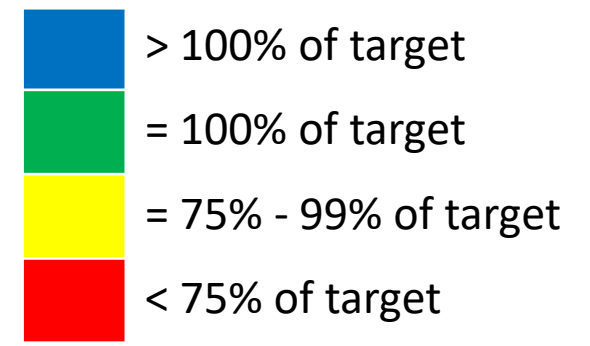 > 100% of target
= 100% of target
= 75% - 99% of target
< 75% of target